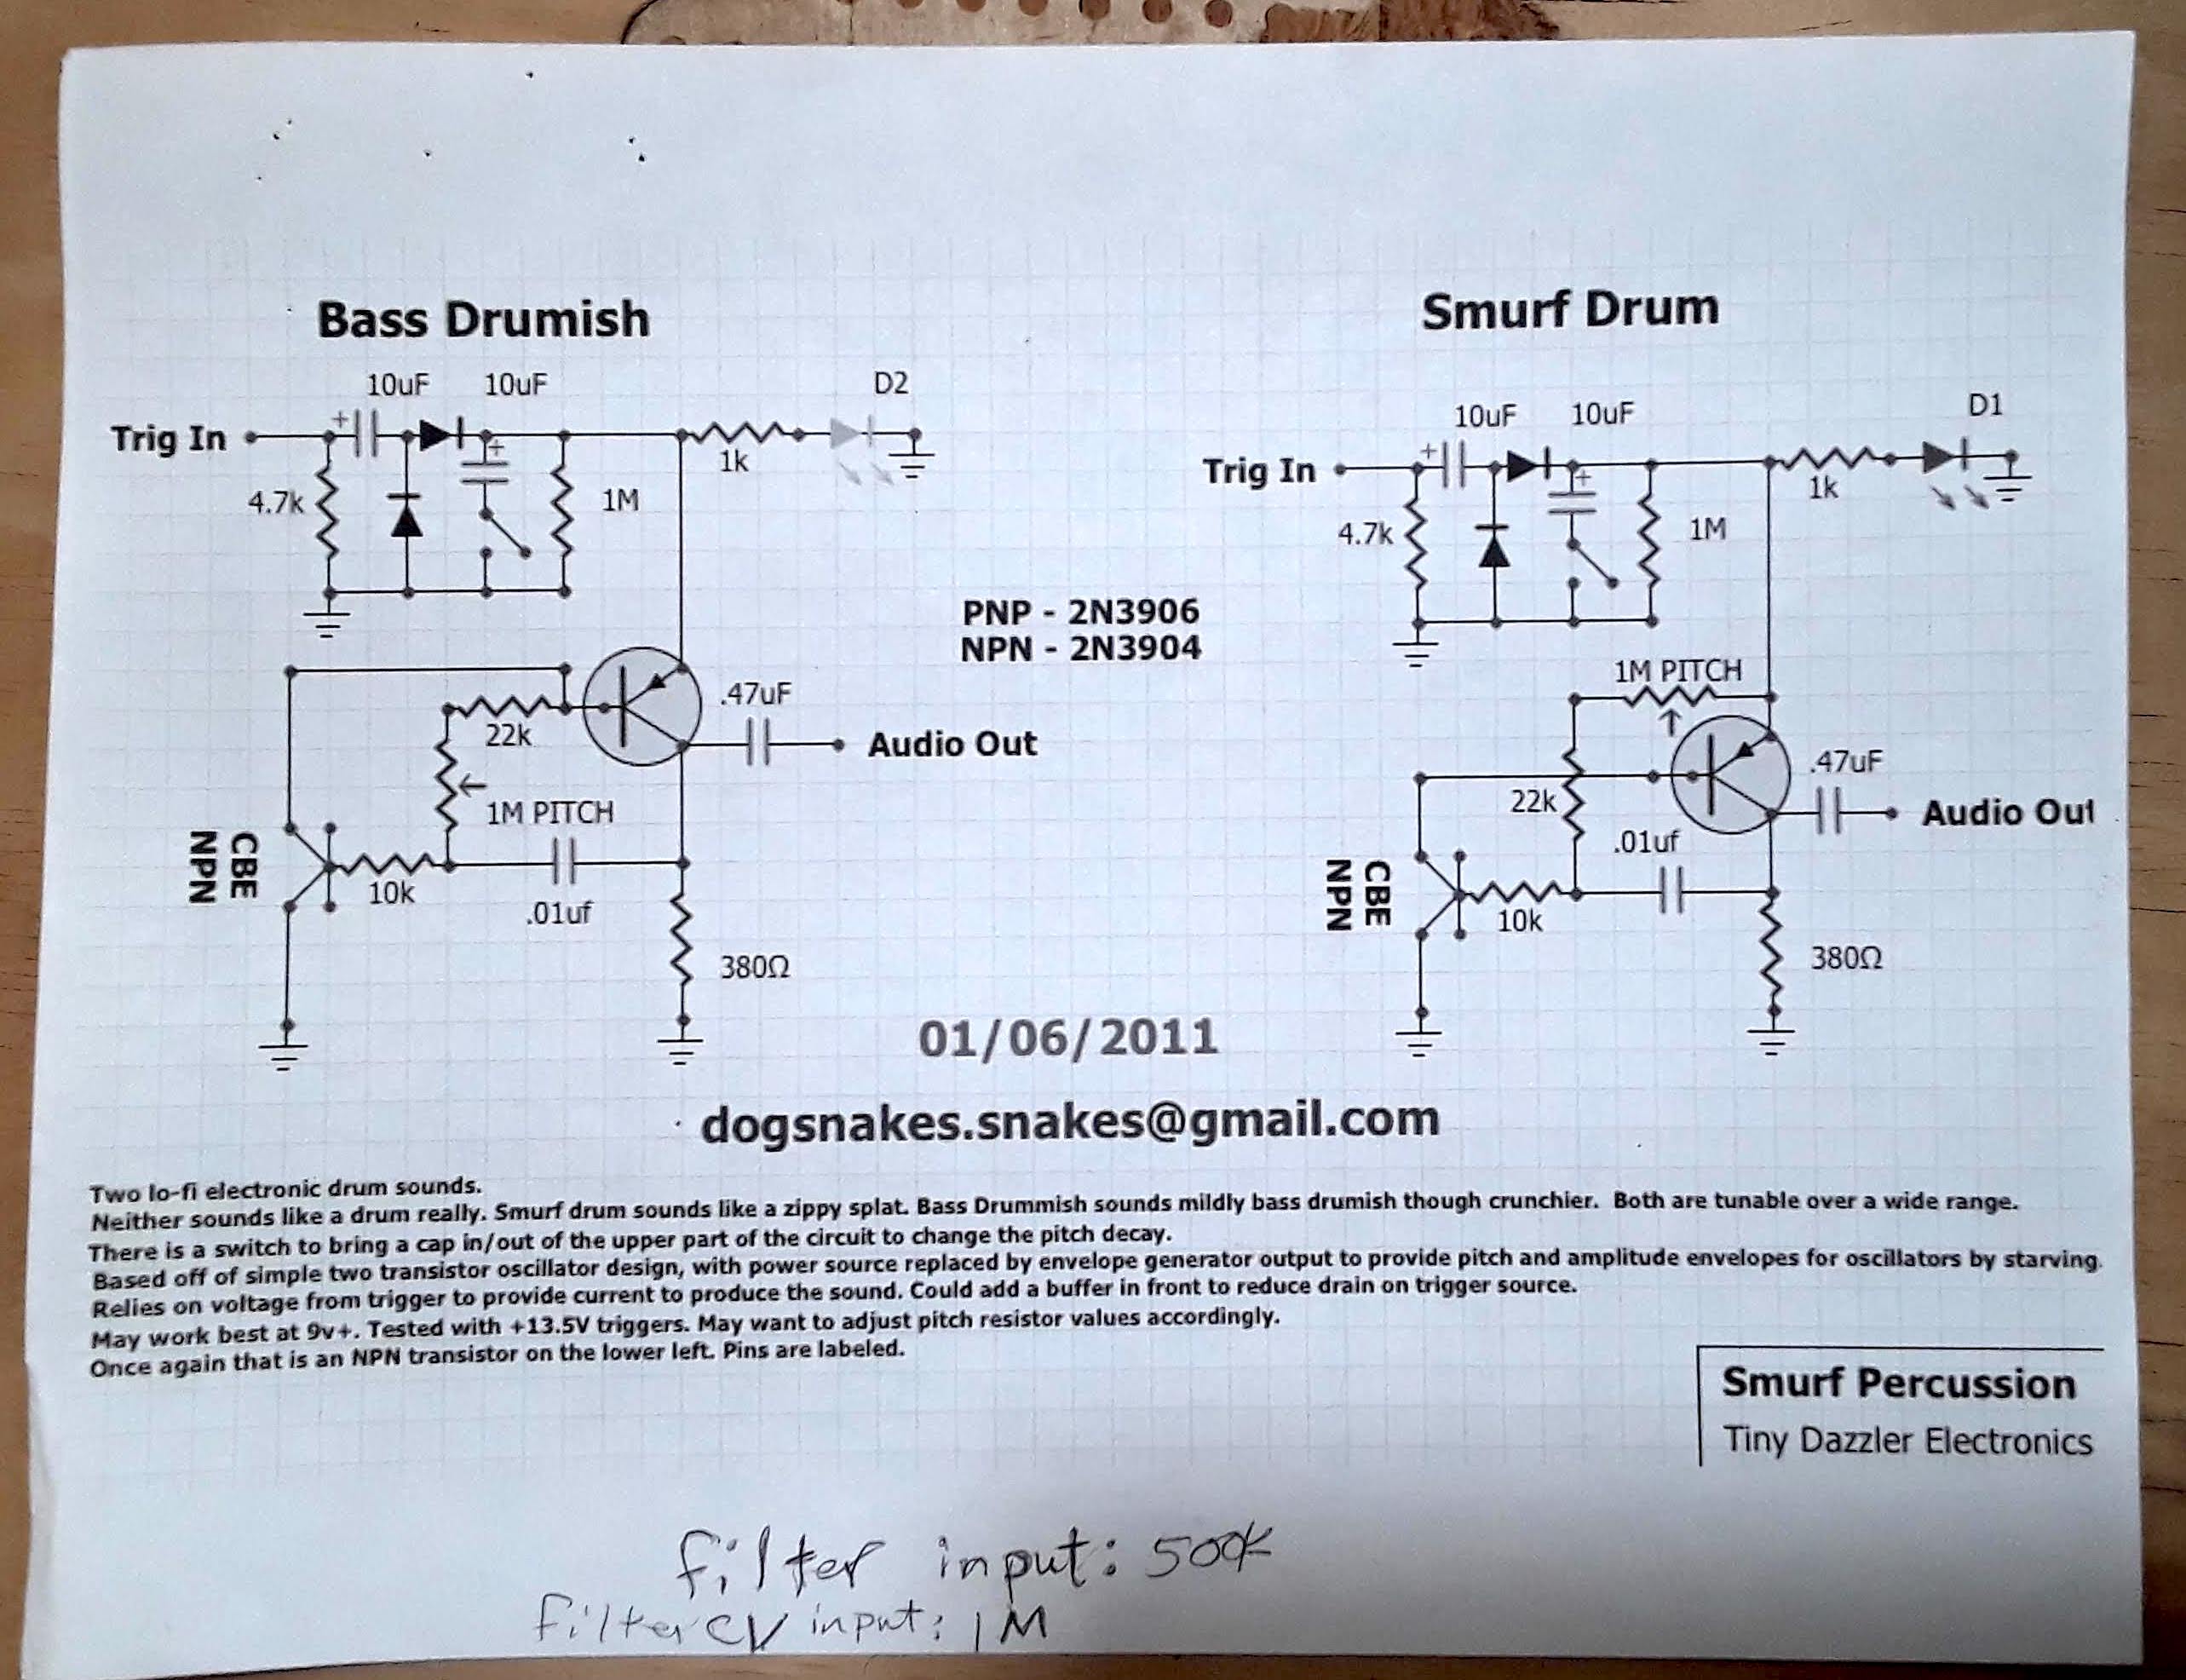 Bass Drumish
Smurf Drum
10uF 10uF
D2
Trig In
1k
4.7k
1M
10uF 10uF
D1
Trig In
1k
4.7k
1M
PNP - 2N3906
NPN - 2N3904
22k
.47uF
Audio Out
1M PITCH
CBE
NPN
10k
.01uf
380Ω
1M PITCH
.47uF
22k
Audio Out
.01uf
CBE
NPN
10k
380Ω
01/06/2011
dogsnakes.snakes@gmail.com
Two lo-fi electronic drum sounds.
Neither sounds like a drum really. Smurf drum sounds like a zippy splat. Bass Drummish sounds mildly bass drumish though crunchier. Both are tunable over a wide range.
There is a switch to bring a cap in/out of the upper part of the circuit to change the pitch decay.
Based off of simple two transistor oscillator design, with power source replaced by envelope generator output to provide pitch and amplitude envelopes for oscillators by starving.
Relies on voltage from trigger to provide current to produce the sound. Could add a buffer in front to reduce drain on trigger source.
May work best at 9v+. Tested with +13.5V triggers. May want to adjust pitch resistor values accordingly.
Once again that is an NPN transistor on the lower left. Pins are labeled.
Smurf Percussion
Tiny Dazzler Electronics
filter input: 500k
filter CV input: 1M